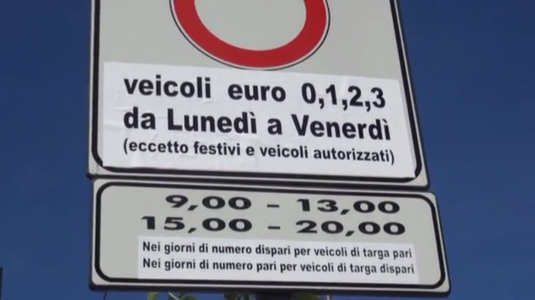 veicoli euro 0,1,2,3
da Lunedì a Venerdì
(eccetto festivi e veicoli autorizzati)
9,00 - 13,00
15,00 - 20,00
Nei giorni di numero dispari per veicoli di targa pari
Nei giorni di numero pari per veicoli di targa dispari